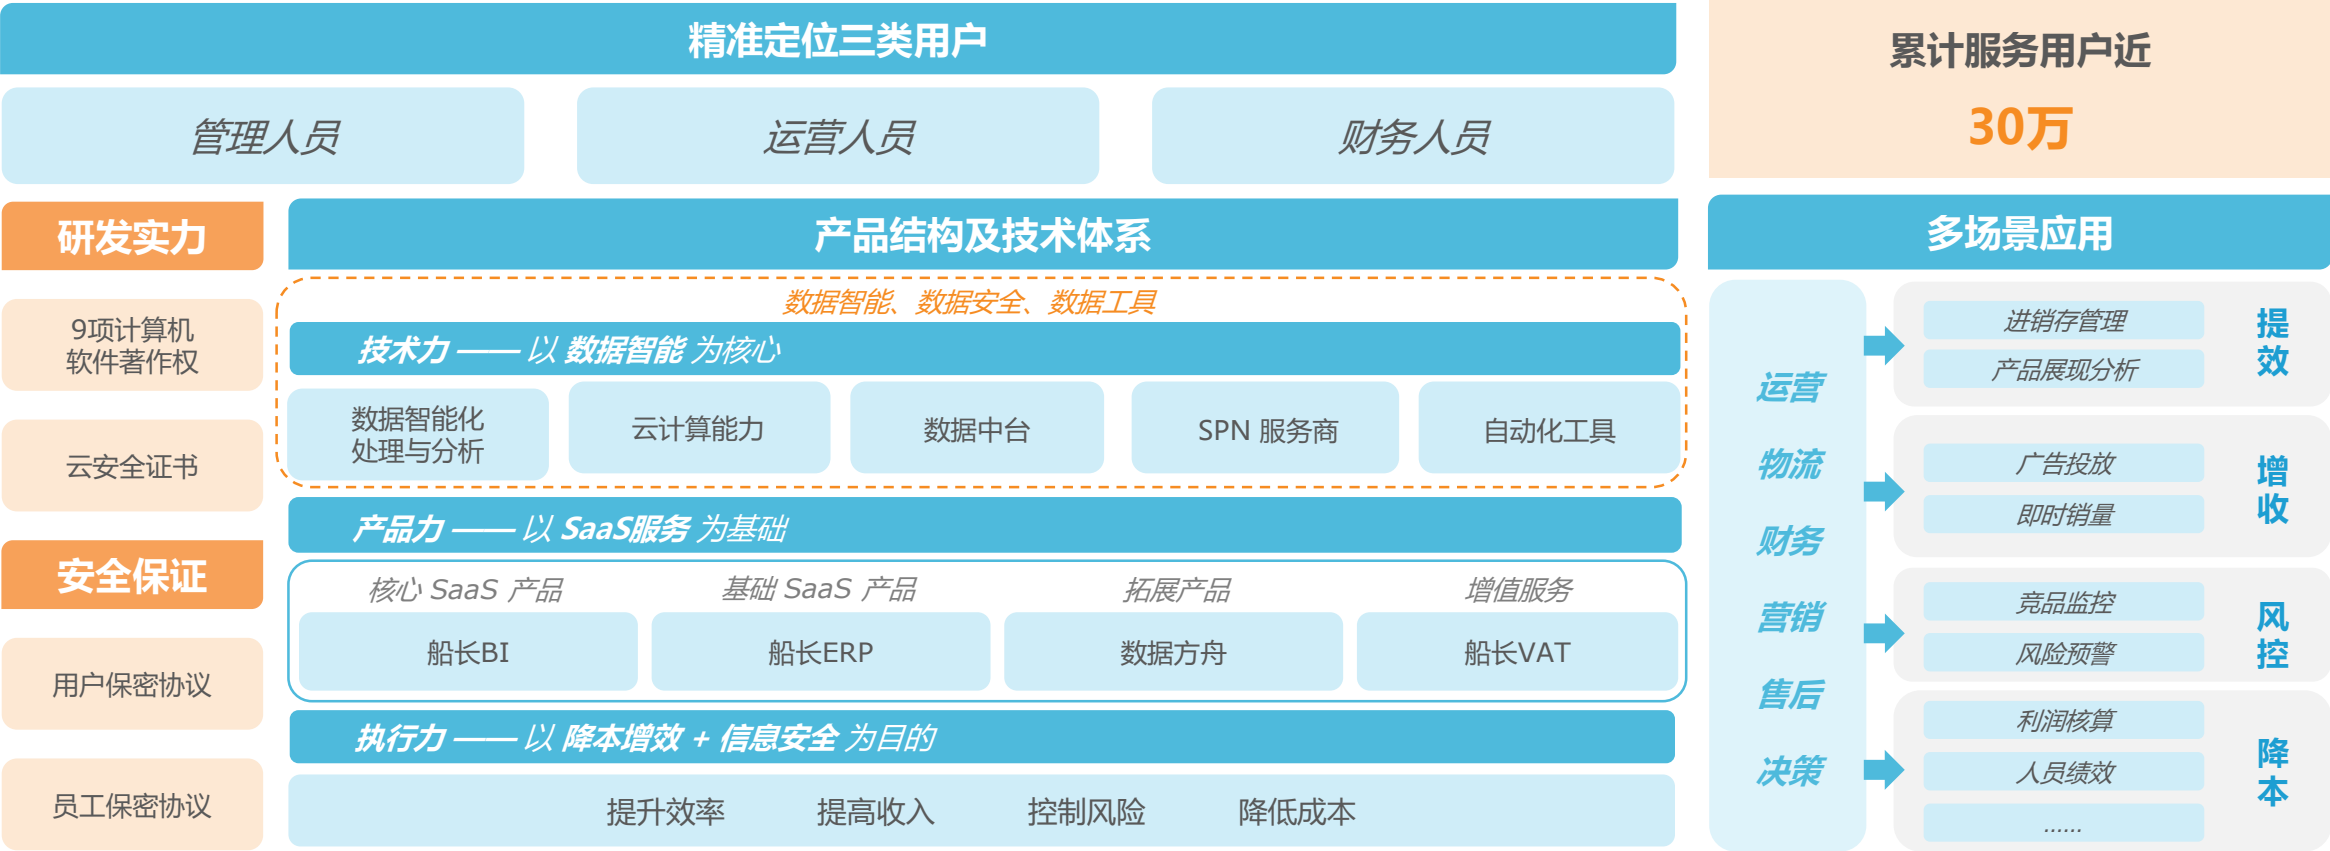 精准定位三类用户
管理人员
运营人员
财务人员
累计服务用户近
30万
研发实力
9项计算机
软件著作权
云安全证书
安全保证
用户保密协议
员工保密协议
产品结构及技术体系
数据智能、数据安全、数据工具
技术力 —— 以 数据智能 为核心
数据智能化
处理与分析
云计算能力
数据中台
SPN 服务商
自动化工具
产品力 —— 以 SaaS服务 为基础
核心 SaaS 产品
基础 SaaS 产品
拓展产品
增值服务
船长BI
船长ERP
数据方舟
船长VAT
执行力 —— 以 降本增效 + 信息安全 为目的
提升效率
提高收入
控制风险
降低成本
多场景应用
运营
物流
财务
营销
售后
决策
进销存管理
产品展现分析
提效
广告投放
即时销量
增收
竞品监控
风险预警
风控
利润核算
人员绩效
......
降本